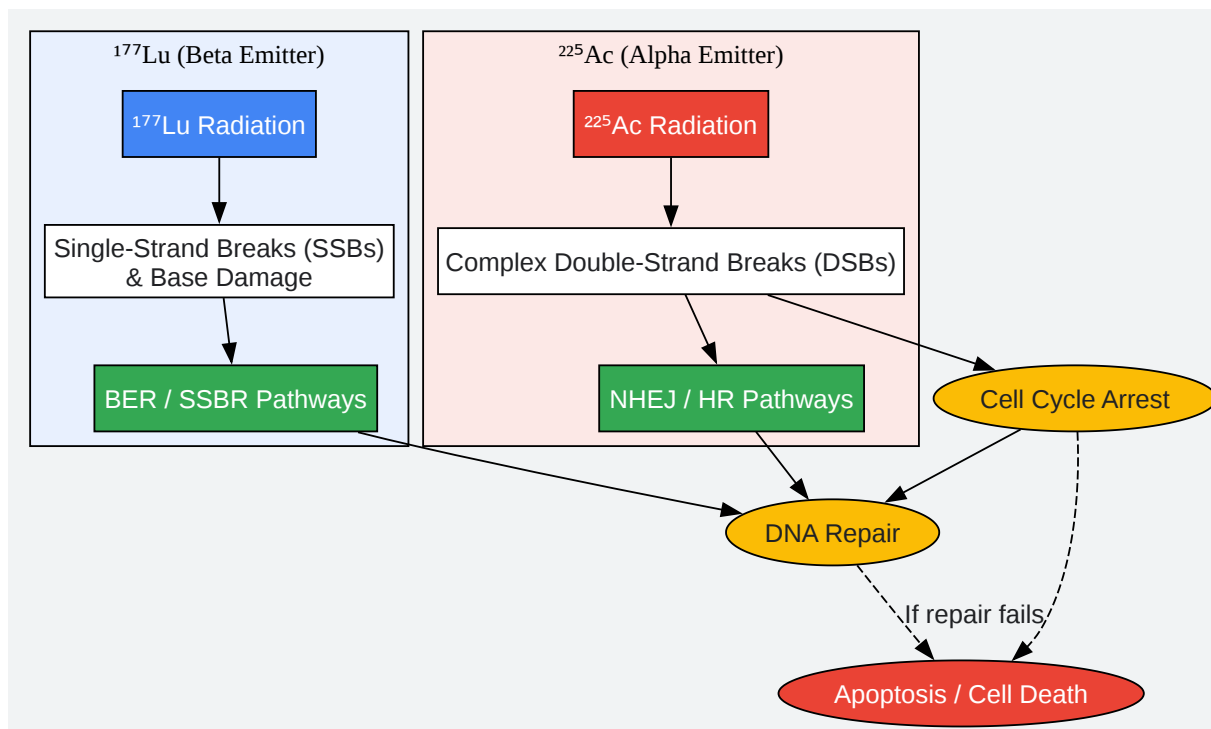 ¹⁷⁷Lu (Beta Emitter)
²²⁵Ac (Alpha Emitter)
¹⁷⁷Lu Radiation
²²⁵Ac Radiation
Single-Strand Breaks (SSBs)
& Base Damage
Complex Double-Strand Breaks (DSBs)
BER / SSBR Pathways
NHEJ / HR Pathways
Cell Cycle Arrest
DNA Repair
If repair fails
Apoptosis / Cell Death